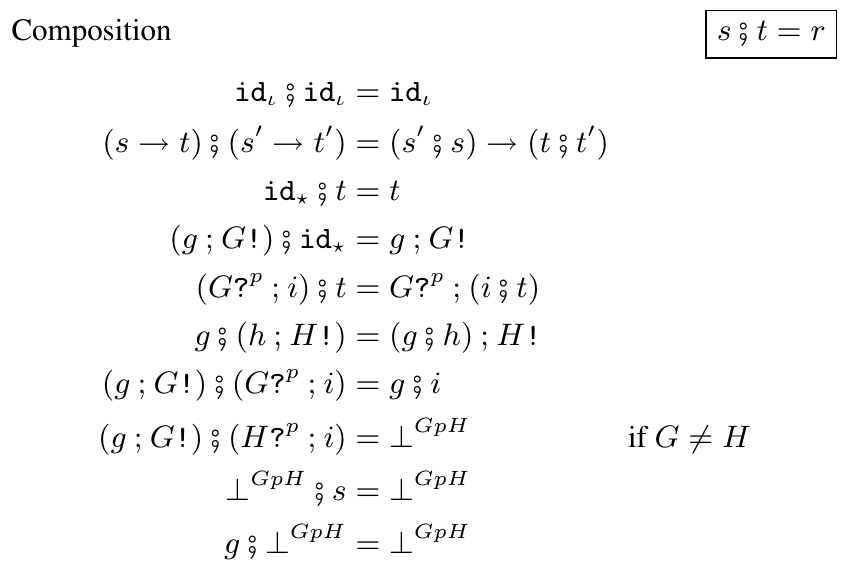 Composition s ⨟ t = r
id_ι ⨟ id_ι = id_ι
(s → t) ⨟ (s′ → t′) = (s′ ⨟ s) → (t ⨟ t′)
id_⋆ ⨟ t = t
(g ; G!) ⨟ id_⋆ = g ; G!
(G?^p ; i) ⨟ t = G?^p ; (i ⨟ t)
g ⨟ (h ; H!) = (g ⨟ h) ; H!
(g ; G!) ⨟ (G?^p ; i) = g ⨟ i
(g ; G!) ⨟ (H?^p ; i) = ⊥^GpH if G ≠ H
⊥^GpH ⨟ s = ⊥^GpH
g ⨟ ⊥^GpH = ⊥^GpH